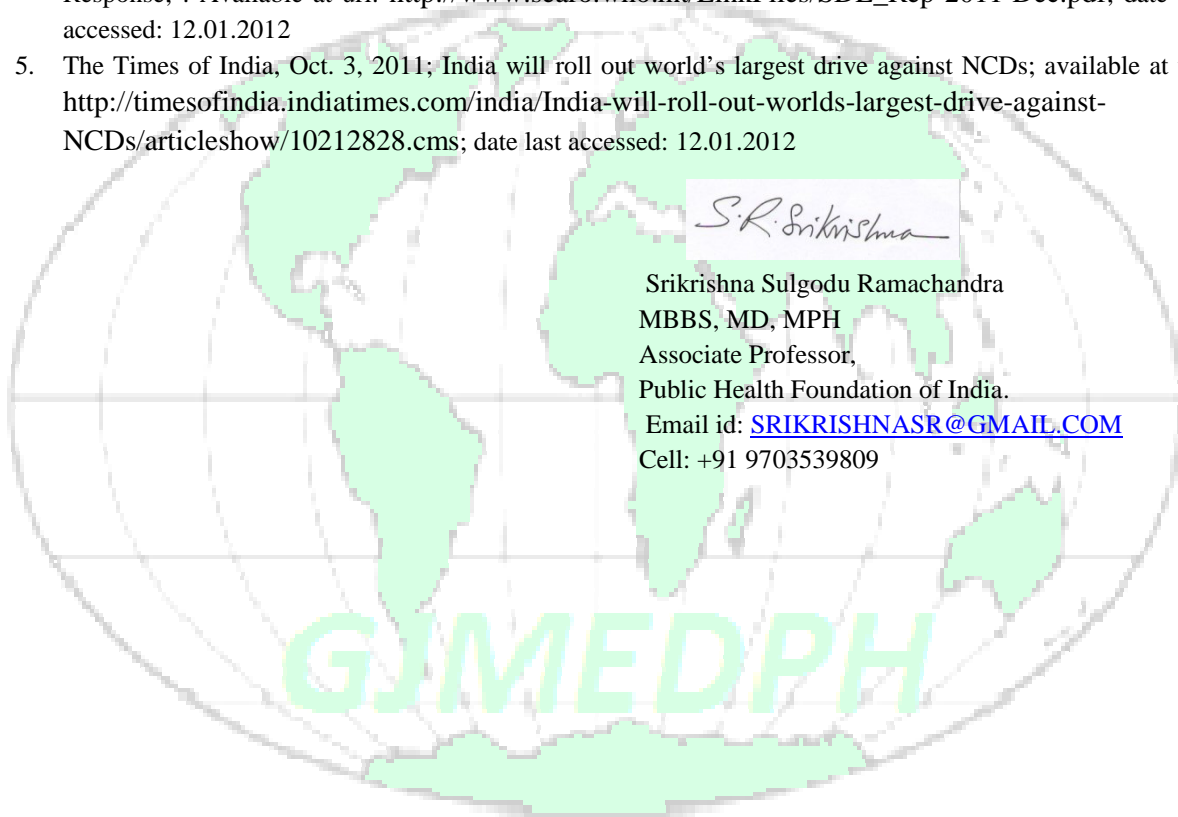 accessed: 12.01.2012
5. The Times of India, Oct. 3, 2011; India will roll out world's largest drive against NCDs; available at
http://timesofindia.indiatimes.com/india/India-will-roll-out-worlds-largest-drive-against-
NCDs/articleshow/10212828.cms; date last accessed: 12.01.2012
S.R. Srikrishna
Srikrishna Sulgodu Ramachandra
MBBS, MD, MPH
Associate Professor,
Public Health Foundation of India.
Email id: SRIKRISHNASR@GMAIL.COM
Cell: +91 9703539809
GJMEDPH